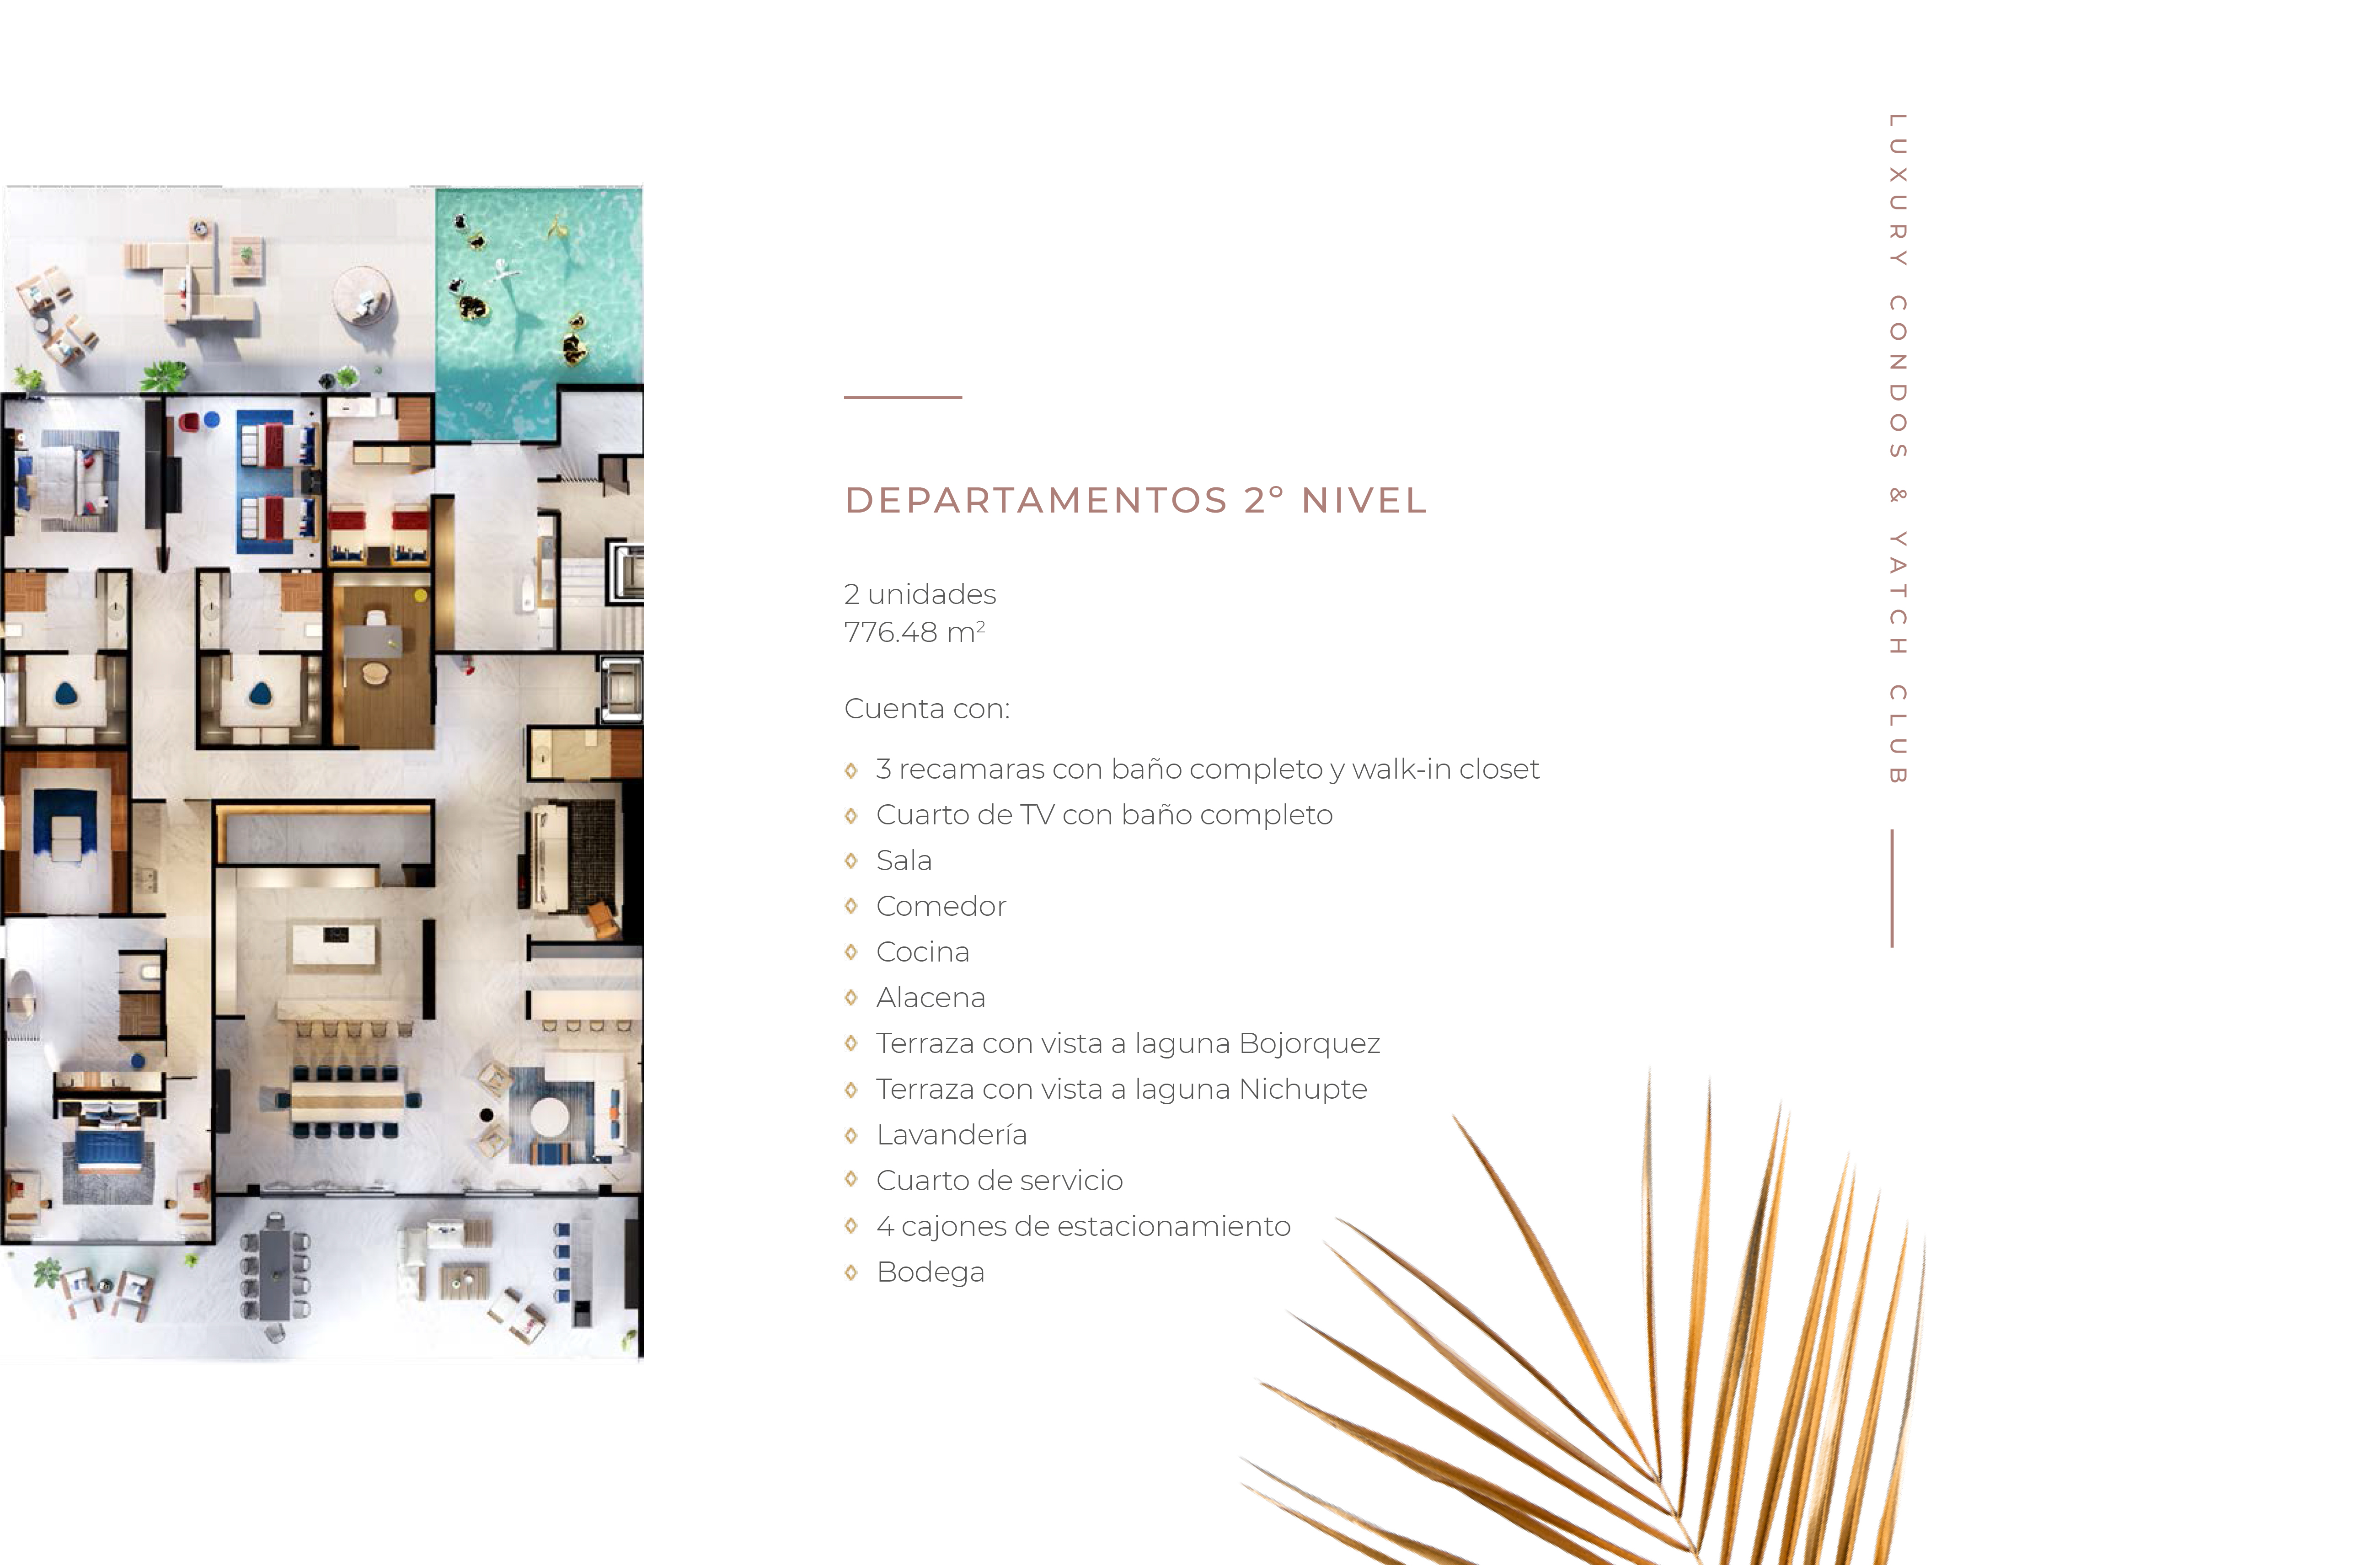 DEPARTAMENTOS 2º NIVEL
2 unidades
776.48 m²
Cuenta con:
3 recamaras con baño completo y walk-in closet
Cuarto de TV con baño completo
Sala
Comedor
Cocina
Alacena
Terraza con vista a laguna Bojorquez
Terraza con vista a laguna Nichupte
Lavandería
Cuarto de servicio
4 cajones de estacionamiento
Bodega
LUXURY CONDOS & YATCH CLUB